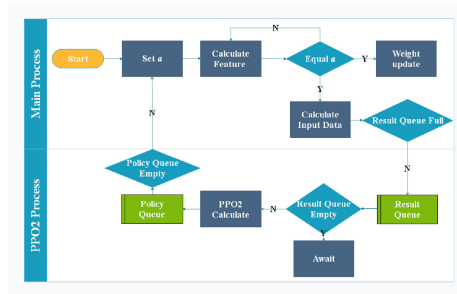 Main Process
N
Start
Set a
Calculate
Feature
Equal a
Y
Weight
update
Y
Calculate
Input Data
Result Queue Full
N
N
PPO2 Process
Policy Queue
Empty
Policy
Queue
PPO2
Calculate
N
Result Queue
Empty
Result
Queue
Y
Await